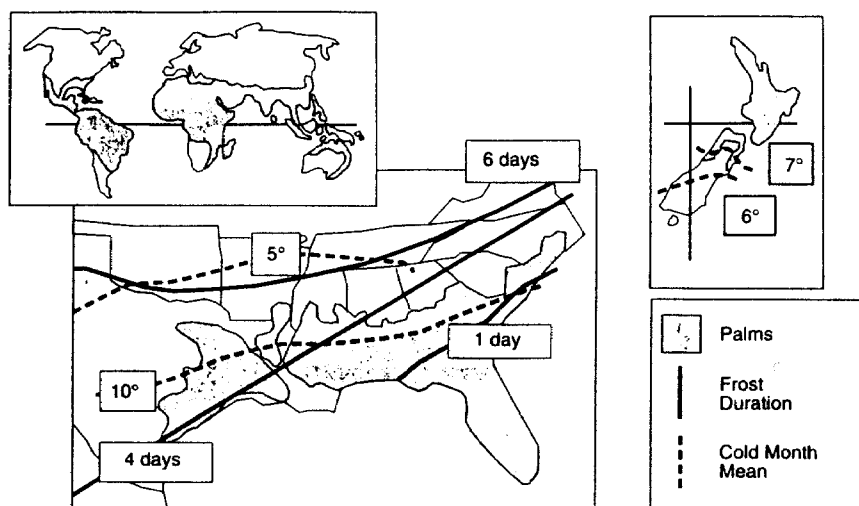 6 days
7°
6°
5°
1 day
10°
4 days
Palms
Frost
Duration
Cold Month
Mean